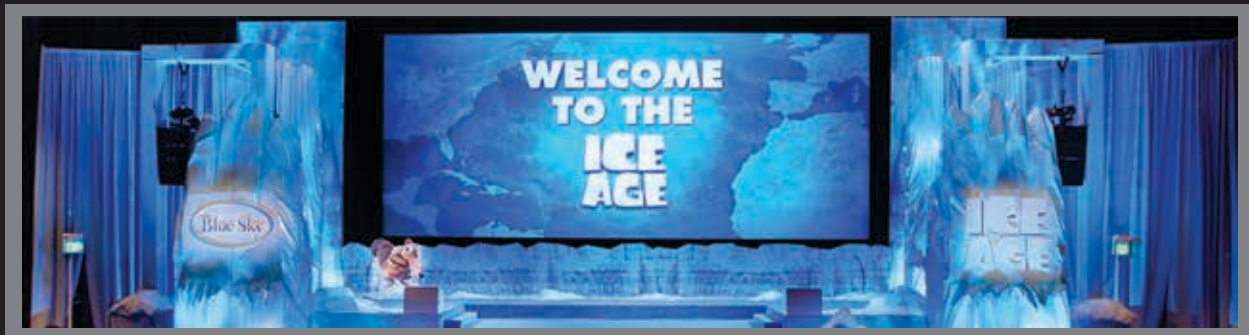 WELCOME
TO THE
ICE
AGE
Blue Sky
ICE
AGE